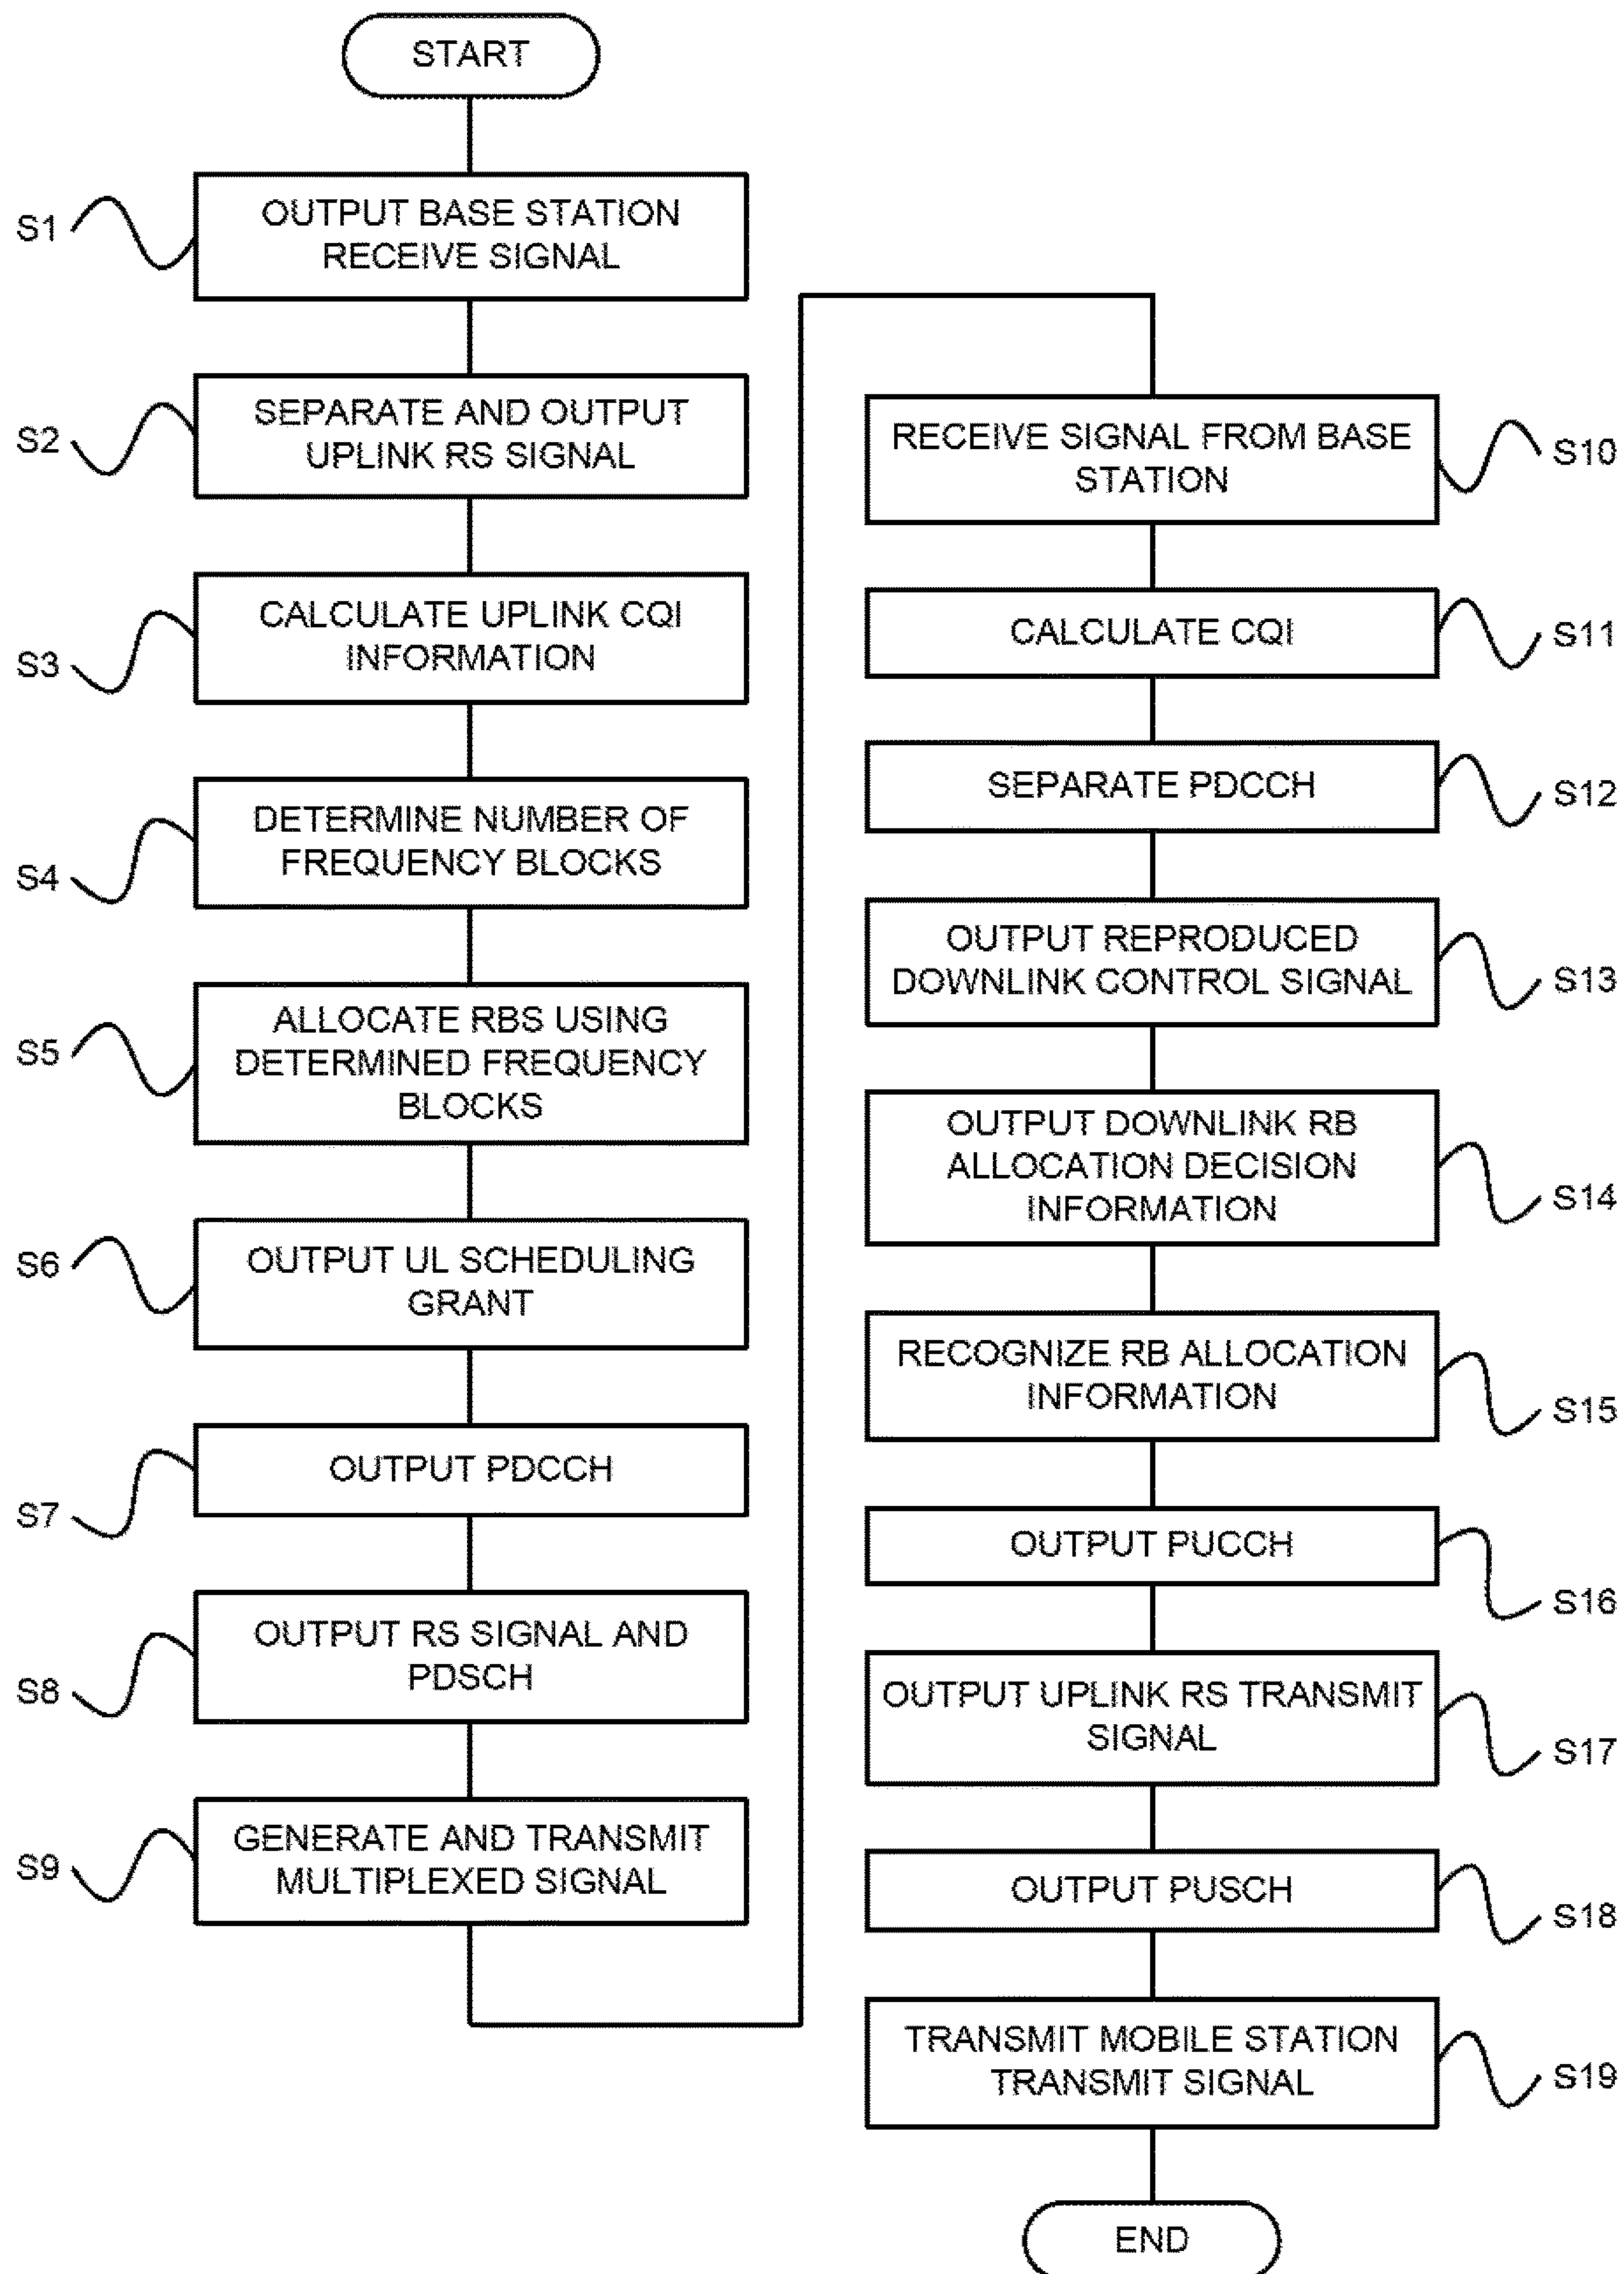 START
S1
OUTPUT BASE STATION
RECEIVE SIGNAL
S2
SEPARATE AND OUTPUT
UPLINK RS SIGNAL
S3
CALCULATE UPLINK CQI
INFORMATION
S4
DETERMINE NUMBER OF
FREQUENCY BLOCKS
S5
ALLOCATE RBS USING
DETERMINED FREQUENCY
BLOCKS
S6
OUTPUT UL SCHEDULING
GRANT
S7
OUTPUT PDCCH
S8
OUTPUT RS SIGNAL AND
PDSCH
S9
GENERATE AND TRANSMIT
MULTIPLEXED SIGNAL
RECEIVE SIGNAL FROM BASE
STATION
S10
CALCULATE CQI
S11
SEPARATE PDCCH
S12
OUTPUT REPRODUCED
DOWNLINK CONTROL SIGNAL
S13
OUTPUT DOWNLINK RB
ALLOCATION DECISION
INFORMATION
S14
RECOGNIZE RB ALLOCATION
INFORMATION
S15
OUTPUT PUCCH
S16
OUTPUT UPLINK RS TRANSMIT
SIGNAL
S17
OUTPUT PUSCH
S18
TRANSMIT MOBILE STATION
TRANSMIT SIGNAL
S19
END